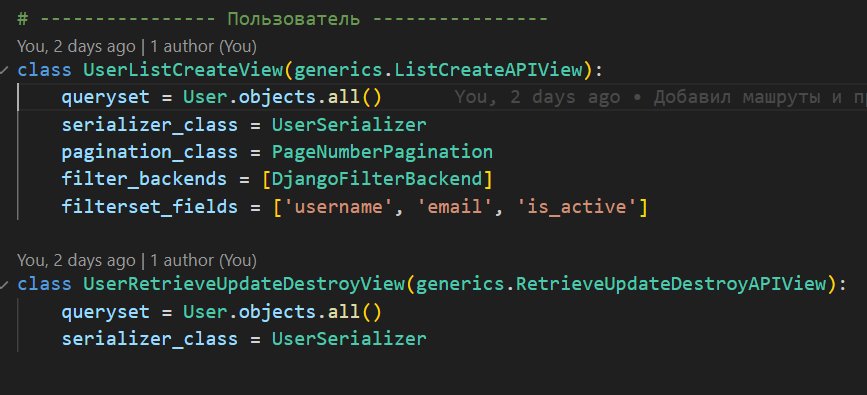 # ---------------- Пользователь ----------------
You, 2 days ago | 1 author (You)
class UserListCreateView(generics.ListCreateAPIView):
queryset = User.objects.all() You, 2 days ago • Добавил машруты и
serializer_class = UserSerializer
pagination_class = PageNumberPagination
filter_backends = [DjangoFilterBackend]
filterset_fields = ['username', 'email', 'is_active']
You, 2 days ago | 1 author (You)
class UserRetrieveUpdateDestroyView(generics.RetrieveUpdateDestroyAPIView):
queryset = User.objects.all()
serializer_class = UserSerializer